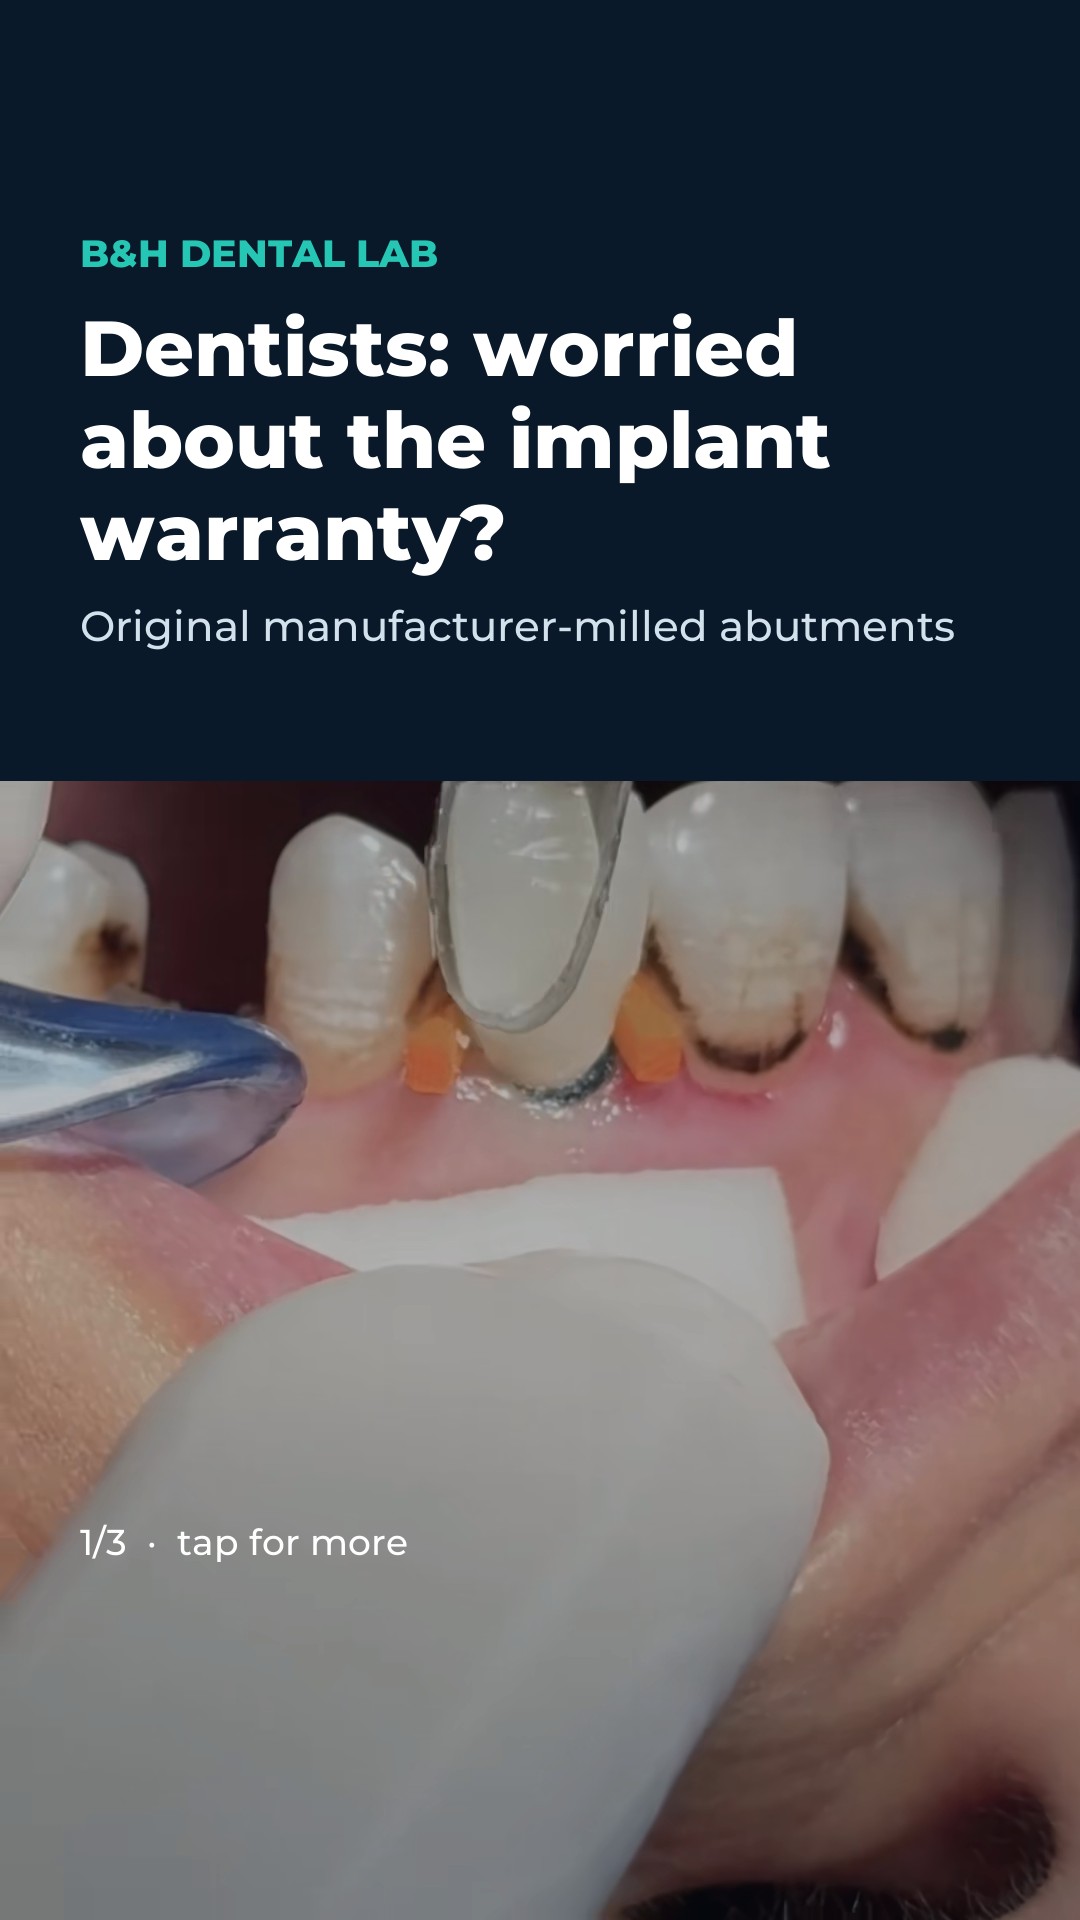 B&H DENTAL LAB
Dentists: worried
about the implant
warranty?
Original manufacturer-milled abutments
1/3 · tap for more